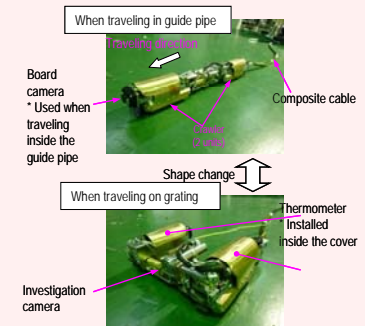 When traveling in guide pipe
Traveling direction
Board
camera
* Used when
traveling
inside the
guide pipe
Composite cable
Shape change
When traveling on grating
Thermometer
* Installed
inside the cover
Investigation
camera